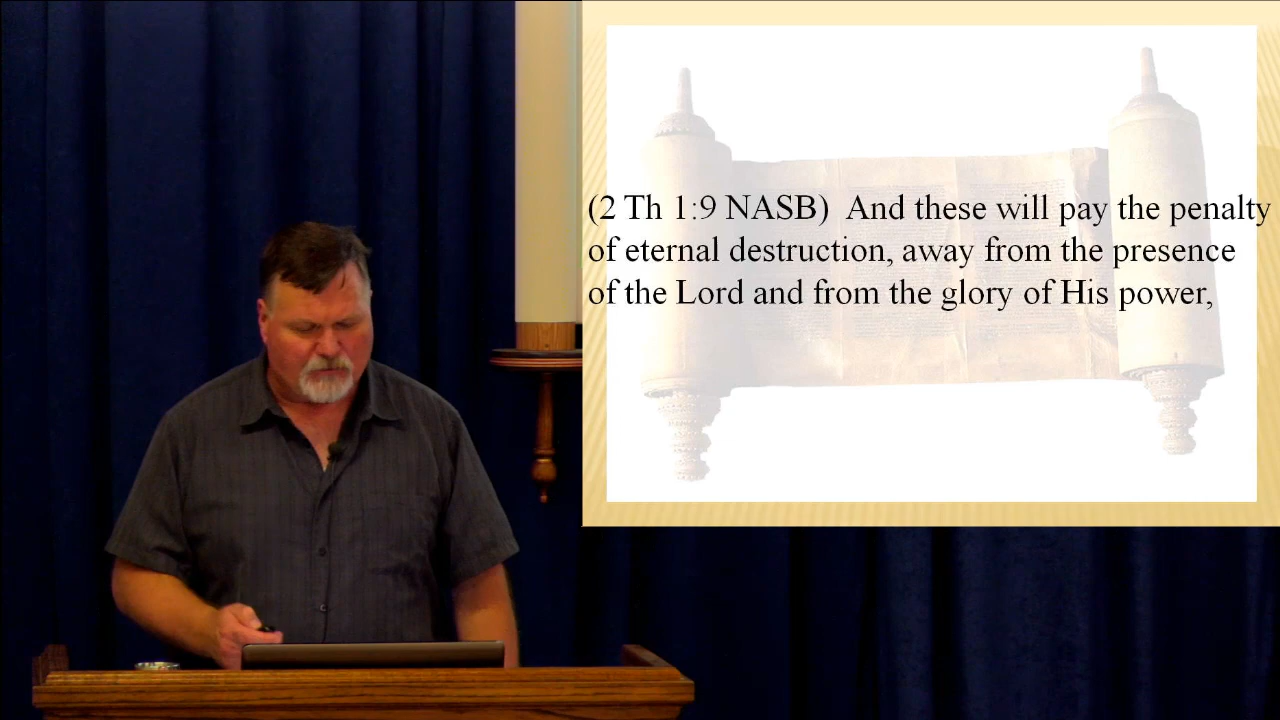 (2 Th 1:9 NASB)  And these will pay the penalty
of eternal destruction, away from the presence
of the Lord and from the glory of His power,